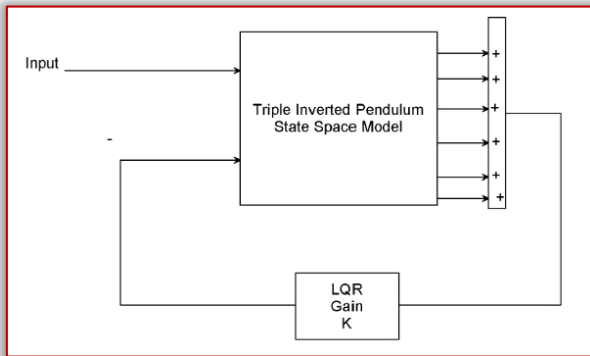 Input
Triple Inverted Pendulum
State Space Model
-
+
+
+
+
+
+
LQR
Gain
K